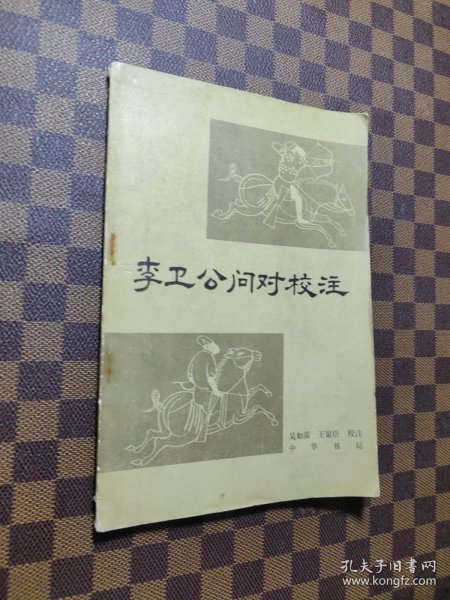 李卫公问对校注
吴如嵩 王显臣 校注
中华书局
孔夫子旧书网
www.kongfz.com